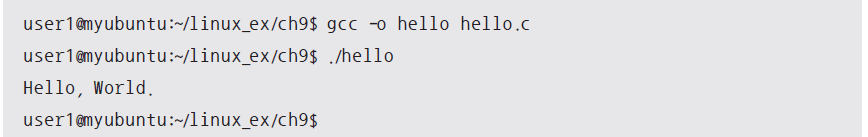 user1@myubuntu:~/linux_ex/ch9$ gcc -o hello hello.c
user1@myubuntu:~/linux_ex/ch9$ ./hello
Hello, World.
user1@myubuntu:~/linux_ex/ch9$